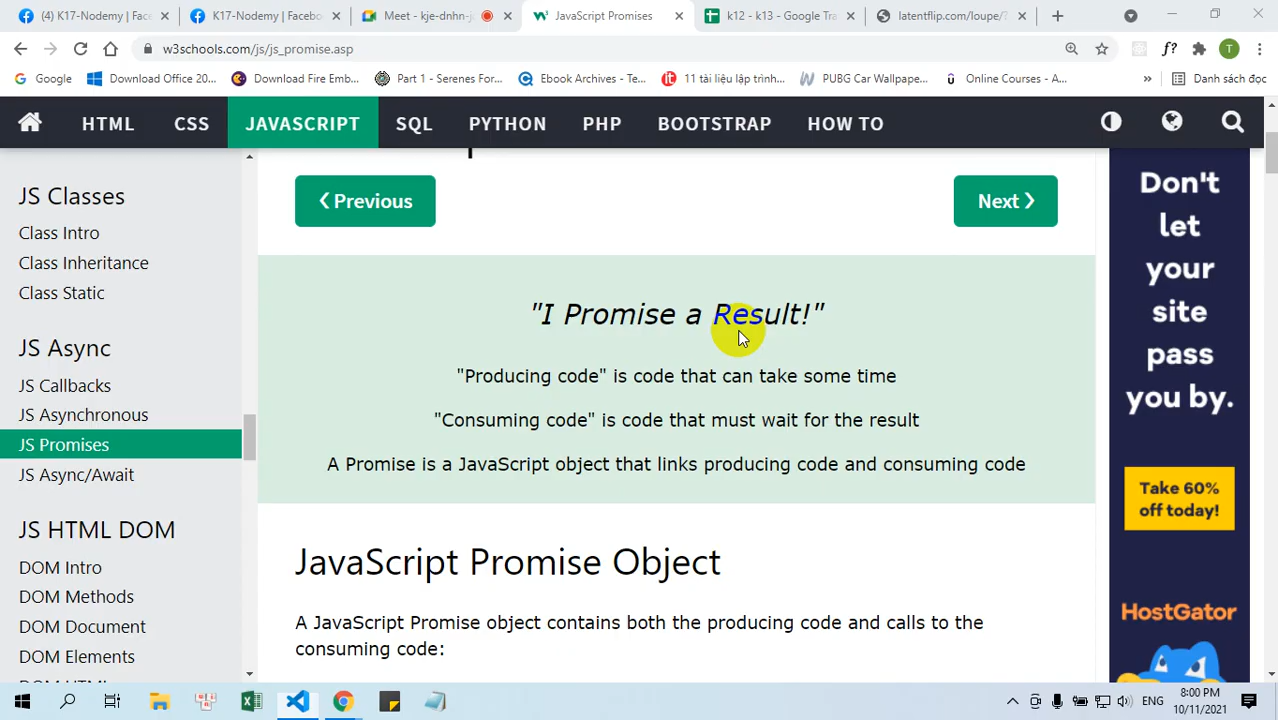 (4) K17-Nodemy | Face
K17-Nodemy | Facebook
Meet - kje-dnhn-j
JavaScript Promises
k12 - k13 - Google Tra
latentflip.com/loupe/?
w3schools.com/js/js_promise.asp
f?
T
Google
Download Office 20...
Download Fire Emb...
Part 1 - Serenes For...
Ebook Archives - Te...
11 tài liệu lập trình...
PUBG Car Wallpape...
Online Courses - A...
»
Danh sách đọc
HTML
CSS
JAVASCRIPT
SQL
PYTHON
PHP
BOOTSTRAP
HOW TO
JS Classes
Class Intro
Class Inheritance
Class Static
JS Async
JS Callbacks
JS Asynchronous
JS Promises
JS Async/Await
JS HTML DOM
DOM Intro
DOM Methods
DOM Document
DOM Elements
❮ Previous
Next ❯
"I Promise a Result!"
"Producing code" is code that can take some time
"Consuming code" is code that must wait for the result
A Promise is a JavaScript object that links producing code and consuming code
JavaScript Promise Object
A JavaScript Promise object contains both the producing code and calls to the
consuming code:
Don't
let
your
site
pass
you by.
Take 60%
off today!
HostGator
ENG
8:00 PM
10/11/2021